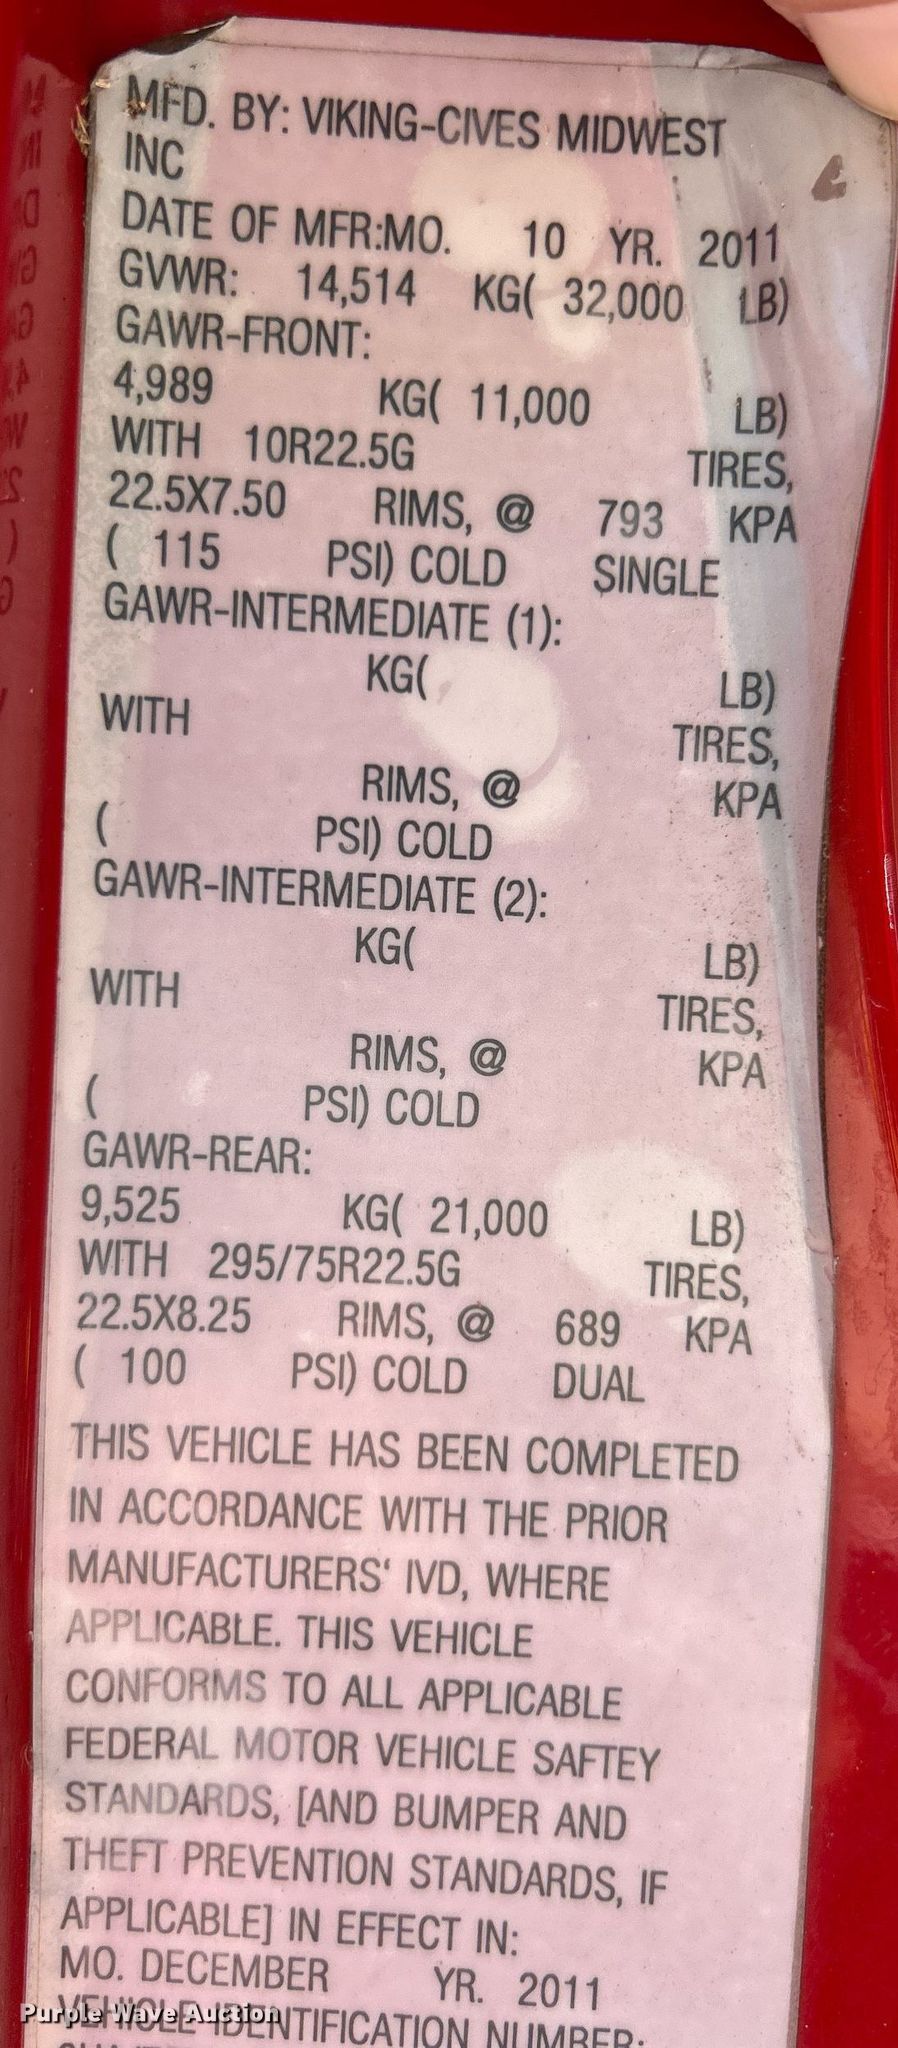 MFD. BY: VIKING-CIVES MIDWEST
INC
DATE OF MFR:MO. 10 YR. 2011
GVWR: 14,514 KG( 32,000 LB)
GAWR-FRONT:
4,989 KG( 11,000 LB)
WITH 10R22.5G TIRES,
22.5X7.50 RIMS, @ 793 KPA
( 115 PSI) COLD SINGLE
GAWR-INTERMEDIATE (1):
KG( LB)
WITH TIRES,
RIMS, @ KPA
( PSI) COLD
GAWR-INTERMEDIATE (2):
KG( LB)
WITH TIRES,
RIMS, @ KPA
( PSI) COLD
GAWR-REAR:
9,525 KG( 21,000 LB)
WITH 295/75R22.5G TIRES,
22.5X8.25 RIMS, @ 689 KPA
( 100 PSI) COLD DUAL
THIS VEHICLE HAS BEEN COMPLETED
IN ACCORDANCE WITH THE PRIOR
MANUFACTURERS' IVD, WHERE
APPLICABLE. THIS VEHICLE
CONFORMS TO ALL APPLICABLE
FEDERAL MOTOR VEHICLE SAFTEY
STANDARDS, [AND BUMPER AND
THEFT PREVENTION STANDARDS, IF
APPLICABLE] IN EFFECT IN:
MO. DECEMBER YR. 2011
Purple Wave Auction
VEHICLE IDENTIFICATION NUMBER: